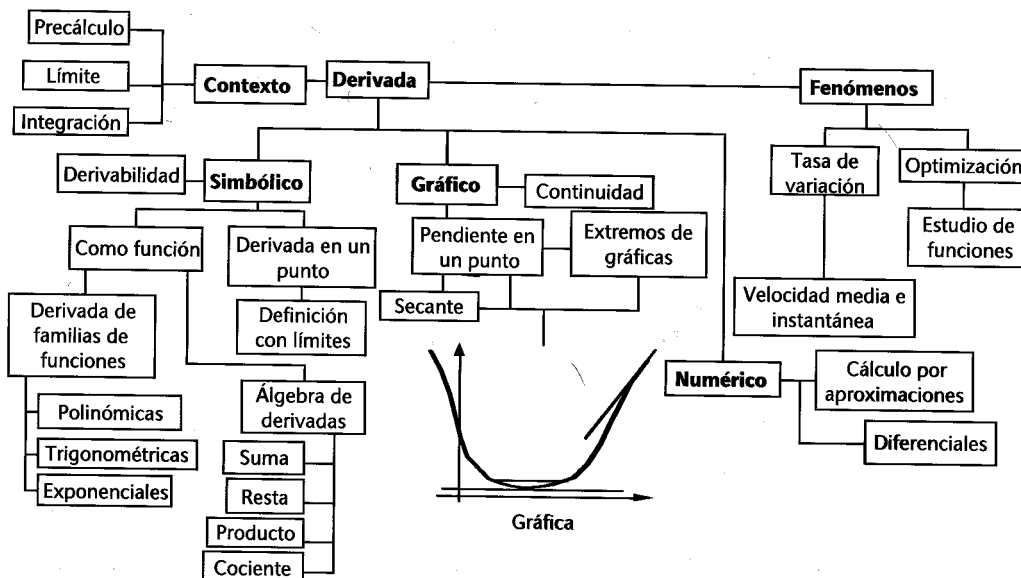 Precálculo
Límite
Integración
Contexto
Derivada
Fenómenos
Tasa de
variación
Optimización
Estudio de
funciones
Velocidad media e
instantánea
Derivabilidad
Simbólico
Gráfico
Continuidad
Como función
Derivada en un
punto
Pendiente en
un punto
Extremos de
gráficas
Secante
Derivada de
familias de
funciones
Definición
con límites
Polinómicas
Trigonométricas
Exponenciales
Álgebra de
derivadas
Suma
Resta
Producto
Cociente
Gráfica
Numérico
Cálculo por
aproximaciones
Diferenciales